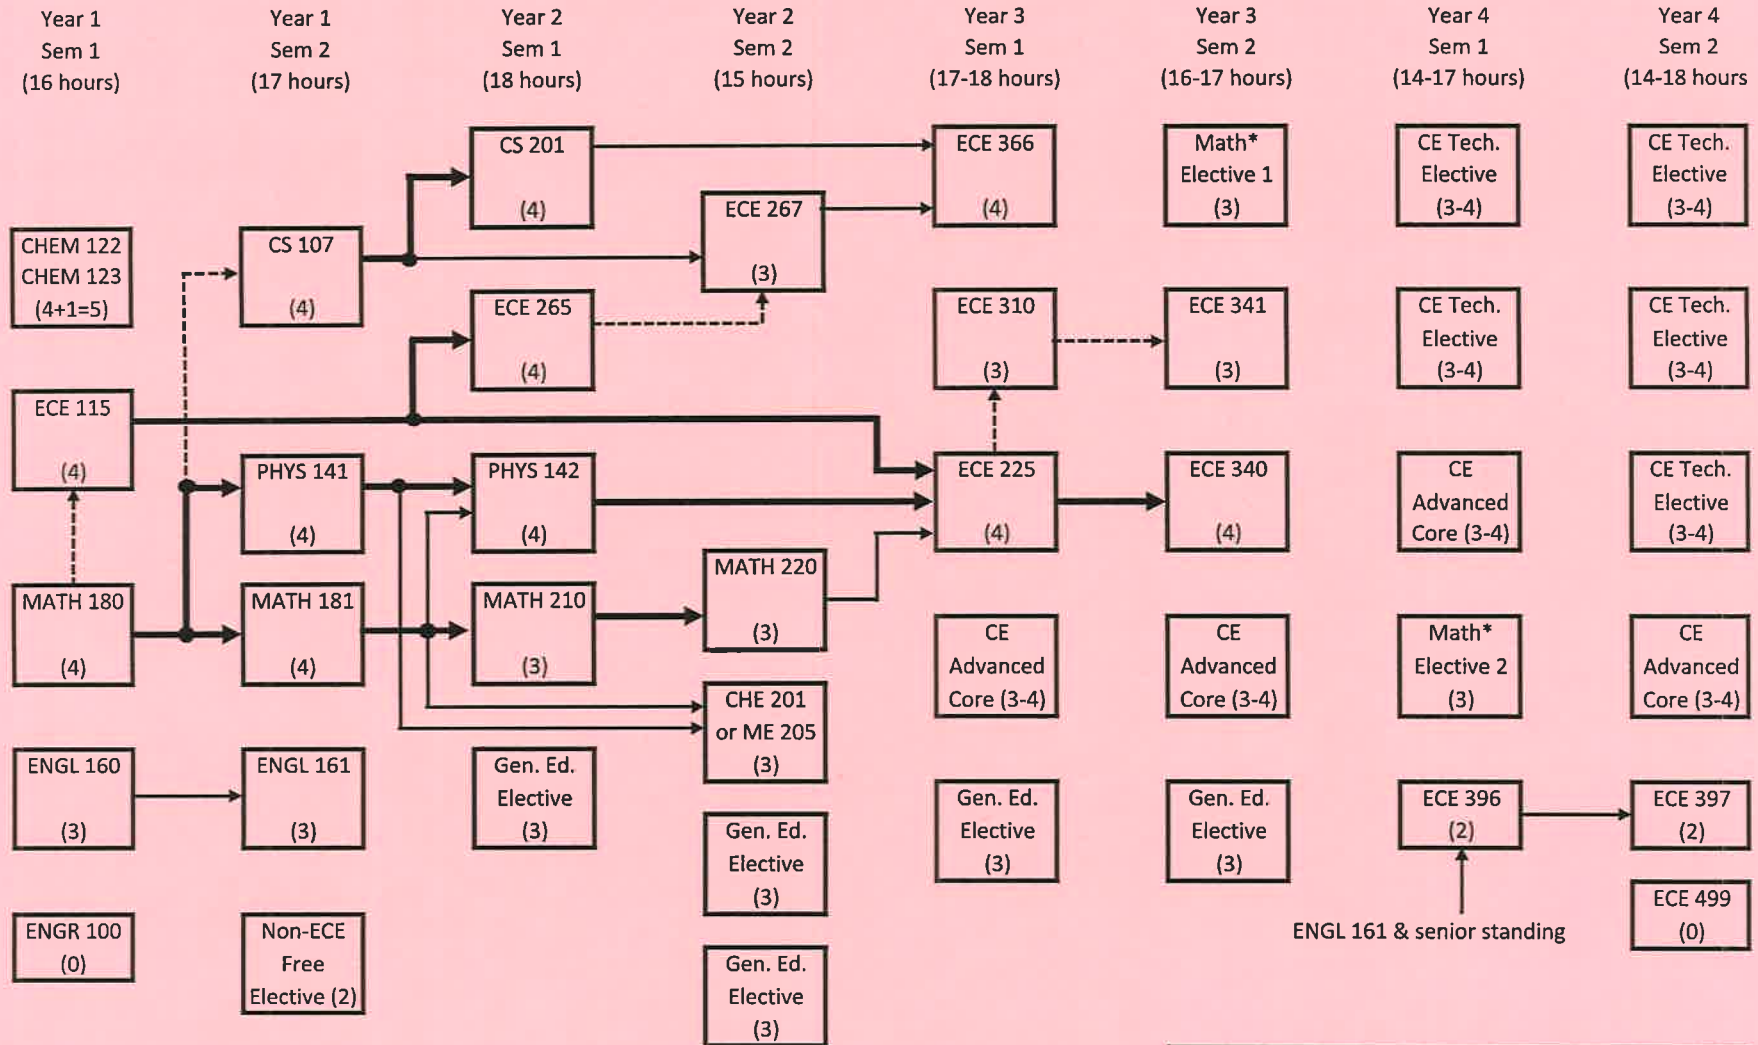 Year 1
Sem 1
(16 hours)
Year 1
Sem 2
(17 hours)
Year 2
Sem 1
(18 hours)
Year 2
Sem 2
(15 hours)
Year 3
Sem 1
(17-18 hours)
Year 3
Sem 2
(16-17 hours)
Year 4
Sem 1
(14-17 hours)
Year 4
Sem 2
(14-18 hours
CHEM 122
CHEM 123
(4+1=5)
ECE 115
(4)
MATH 180
(4)
ENGL 160
(3)
ENGR 100
(0)
CS 107
(4)
PHYS 141
(4)
MATH 181
(4)
ENGL 161
(3)
Non-ECE
Free
Elective (2)
CS 201
(4)
ECE 265
(4)
PHYS 142
(4)
MATH 210
(3)
Gen. Ed.
Elective
(3)
ECE 267
(3)
MATH 220
(3)
CHE 201
or ME 205
(3)
Gen. Ed.
Elective
(3)
Gen. Ed.
Elective
(3)
ECE 366
(4)
ECE 310
(3)
ECE 225
(4)
CE
Advanced
Core (3-4)
Gen. Ed.
Elective
(3)
Math*
Elective 1
(3)
ECE 341
(3)
ECE 340
(4)
CE
Advanced
Core (3-4)
Gen. Ed.
Elective
(3)
CE Tech.
Elective
(3-4)
CE Tech.
Elective
(3-4)
CE
Advanced
Core (3-4)
Math*
Elective 2
(3)
ECE 396
(2)
ENGL 161 & senior standing
CE Tech.
Elective
(3-4)
CE Tech.
Elective
(3-4)
CE Tech.
Elective
(3-4)
CE
Advanced
Core (3-4)
ECE 397
(2)
ECE 499
(0)